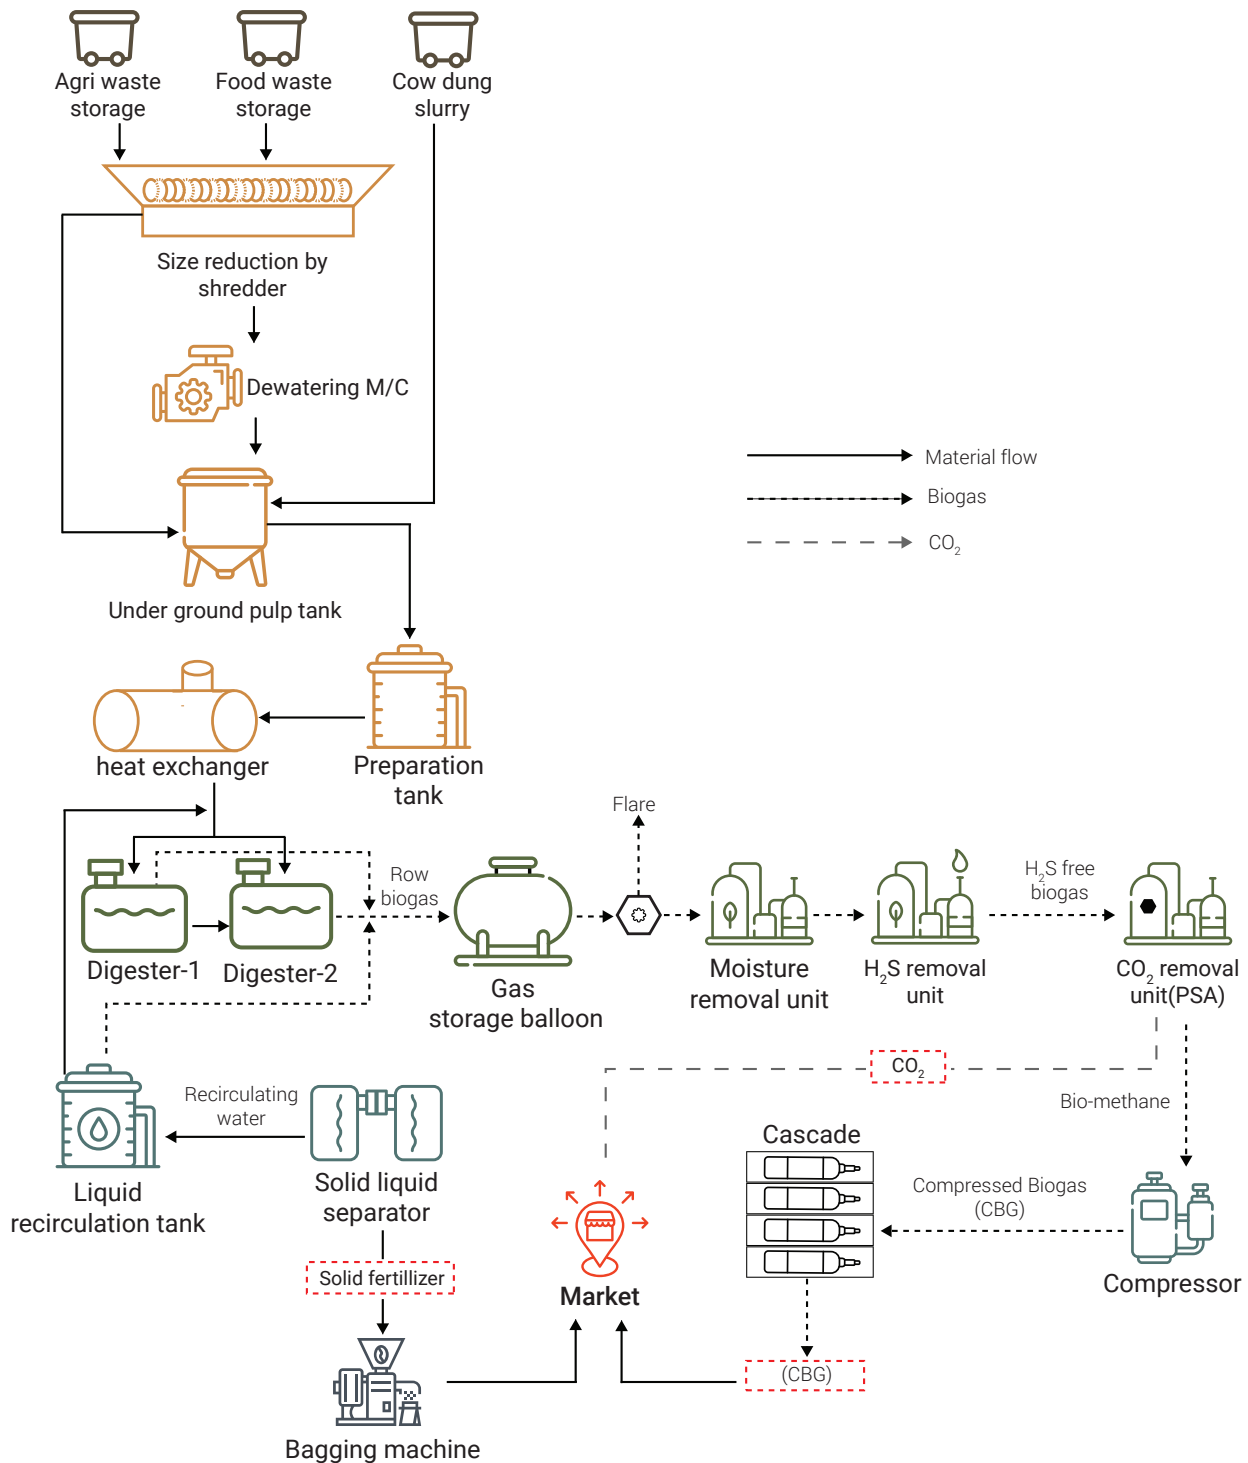 Agri waste
storage
Food waste
storage
Cow dung
slurry
Size reduction by
shredder
Dewatering M/C
Material flow
Biogas
CO₂
Under ground pulp tank
heat exchanger
Preparation
tank
Flare
Row
biogas
H₂S free
biogas
Digester-1
Digester-2
Gas
storage balloon
Moisture
removal unit
H₂S removal
unit
CO₂ removal
unit(PSA)
CO₂
Bio-methane
Recirculating
water
Liquid
recirculation tank
Solid liquid
separator
Cascade
Compressed Biogas
(CBG)
Compressor
Solid fertillizer
Market
(CBG)
Bagging machine